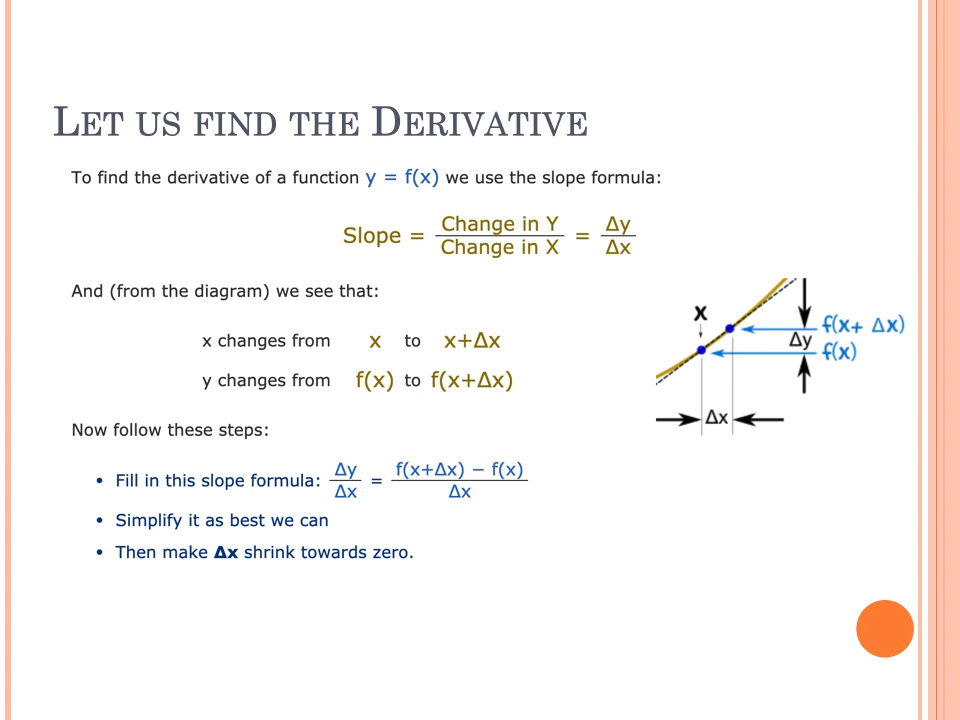 LET US FIND THE DERIVATIVE
To find the derivative of a function y = f(x) we use the slope formula:
Slope = Change in Y / Change in X = Δy / Δx
And (from the diagram) we see that:
x changes from x to x+Δx
y changes from f(x) to f(x+Δx)
X
f(x+ Δx)
Δy
f(x)
Δx
Now follow these steps:
• Fill in this slope formula: Δy / Δx = f(x+Δx) − f(x) / Δx
• Simplify it as best we can
• Then make Δx shrink towards zero.